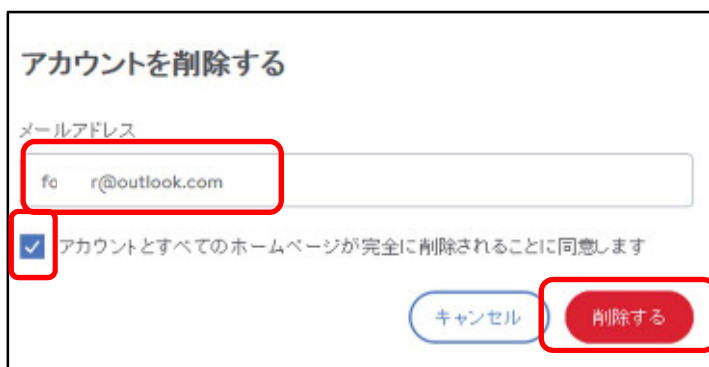 アカウントを削除する
メールアドレス
fo r@outlook.com
アカウントとすべてのホームページが完全に削除されることに同意します
キャンセル 削除する